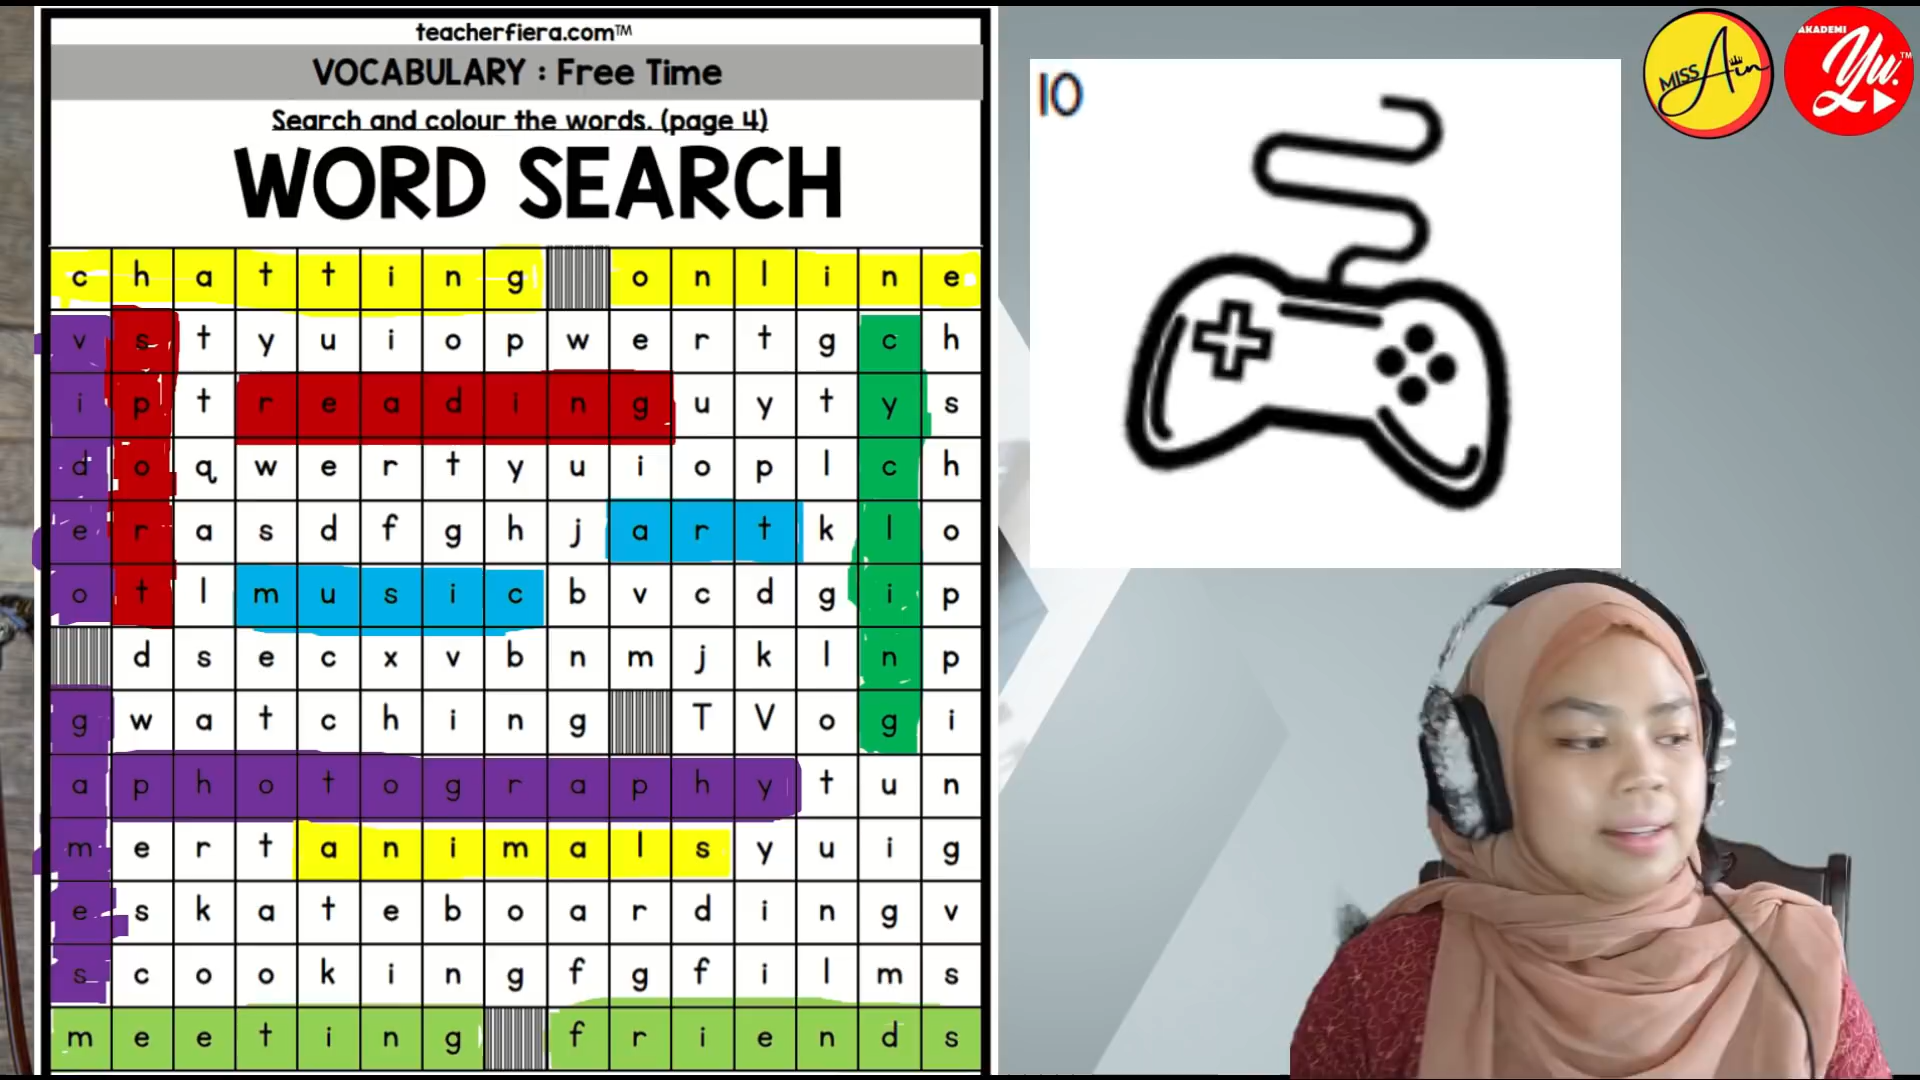 teacherfiera.com™
VOCABULARY : Free Time
Search and colour the words. (page 4)
WORD SEARCH
c h a t t i n g o n l i n e
v s t y u i o p w e r t g c h
i p t r e a d i n g u y t y s
d o q w e r t y u i o p l c h
e r a s d f g h j a r t k l o
o t l m u s i c b v c d g i p
d s e c x v b n m j k l n p
g w a t c h i n g T V o g i
a p h o t o g r a p h y t u n
m e r t a n i m a l s y u i g
e s k a t e b o a r d i n g v
s c o o k i n g f g f i l m s
m e e t i n g f r i e n d s
10
MISS Ain
AKADEMI
Yu.
TM